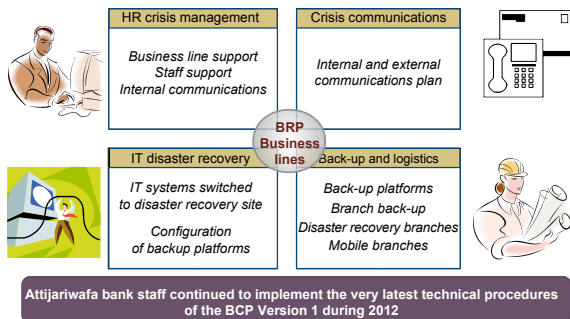 HR crisis management
Business line support
Staff support
Internal communications
Crisis communications
Internal and external
communications plan
BRP
Business
lines
IT disaster recovery
IT systems switched
to disaster recovery site
Configuration
of backup platforms
Back-up and logistics
Back-up platforms
Branch back-up
Disaster recovery branches
Mobile branches
Attijariwafa bank staff continued to implement the very latest technical procedures
of the BCP Version 1 during 2012